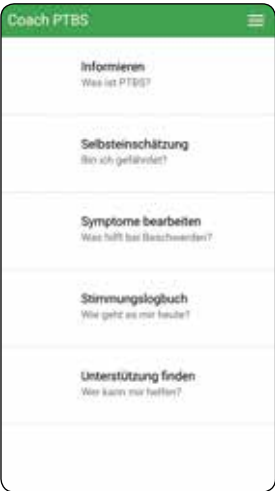 Coach PTBS
Informieren
Was ist PTBS?
Selbsteinschätzung
Bin ich gefährdet?
Symptome bearbeiten
Was hilft bei Beschwerden?
Stimmungslogbuch
Wie geht es mir heute?
Unterstützung finden
Wer kann mir helfen?